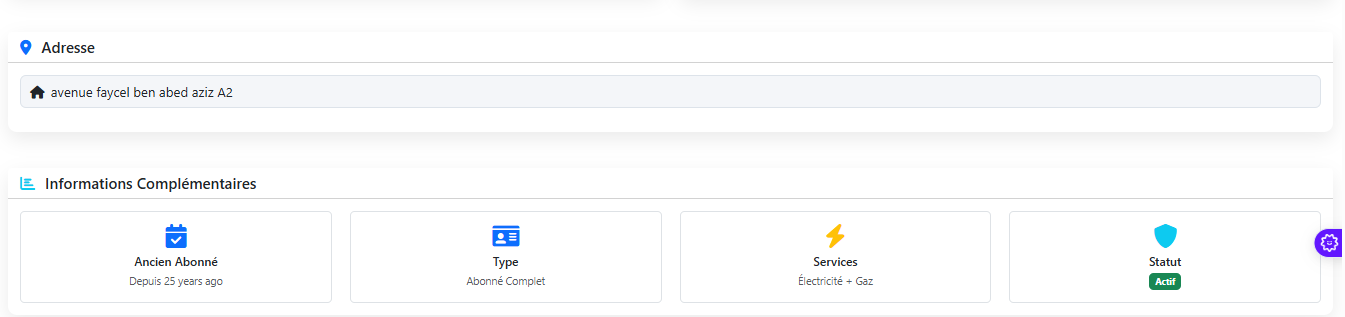 Adresse
avenue faycel ben abed aziz A2
Informations Complémentaires
Ancien Abonné
Depuis 25 years ago
Type
Abonné Complet
Services
Électricité + Gaz
Statut
Actif